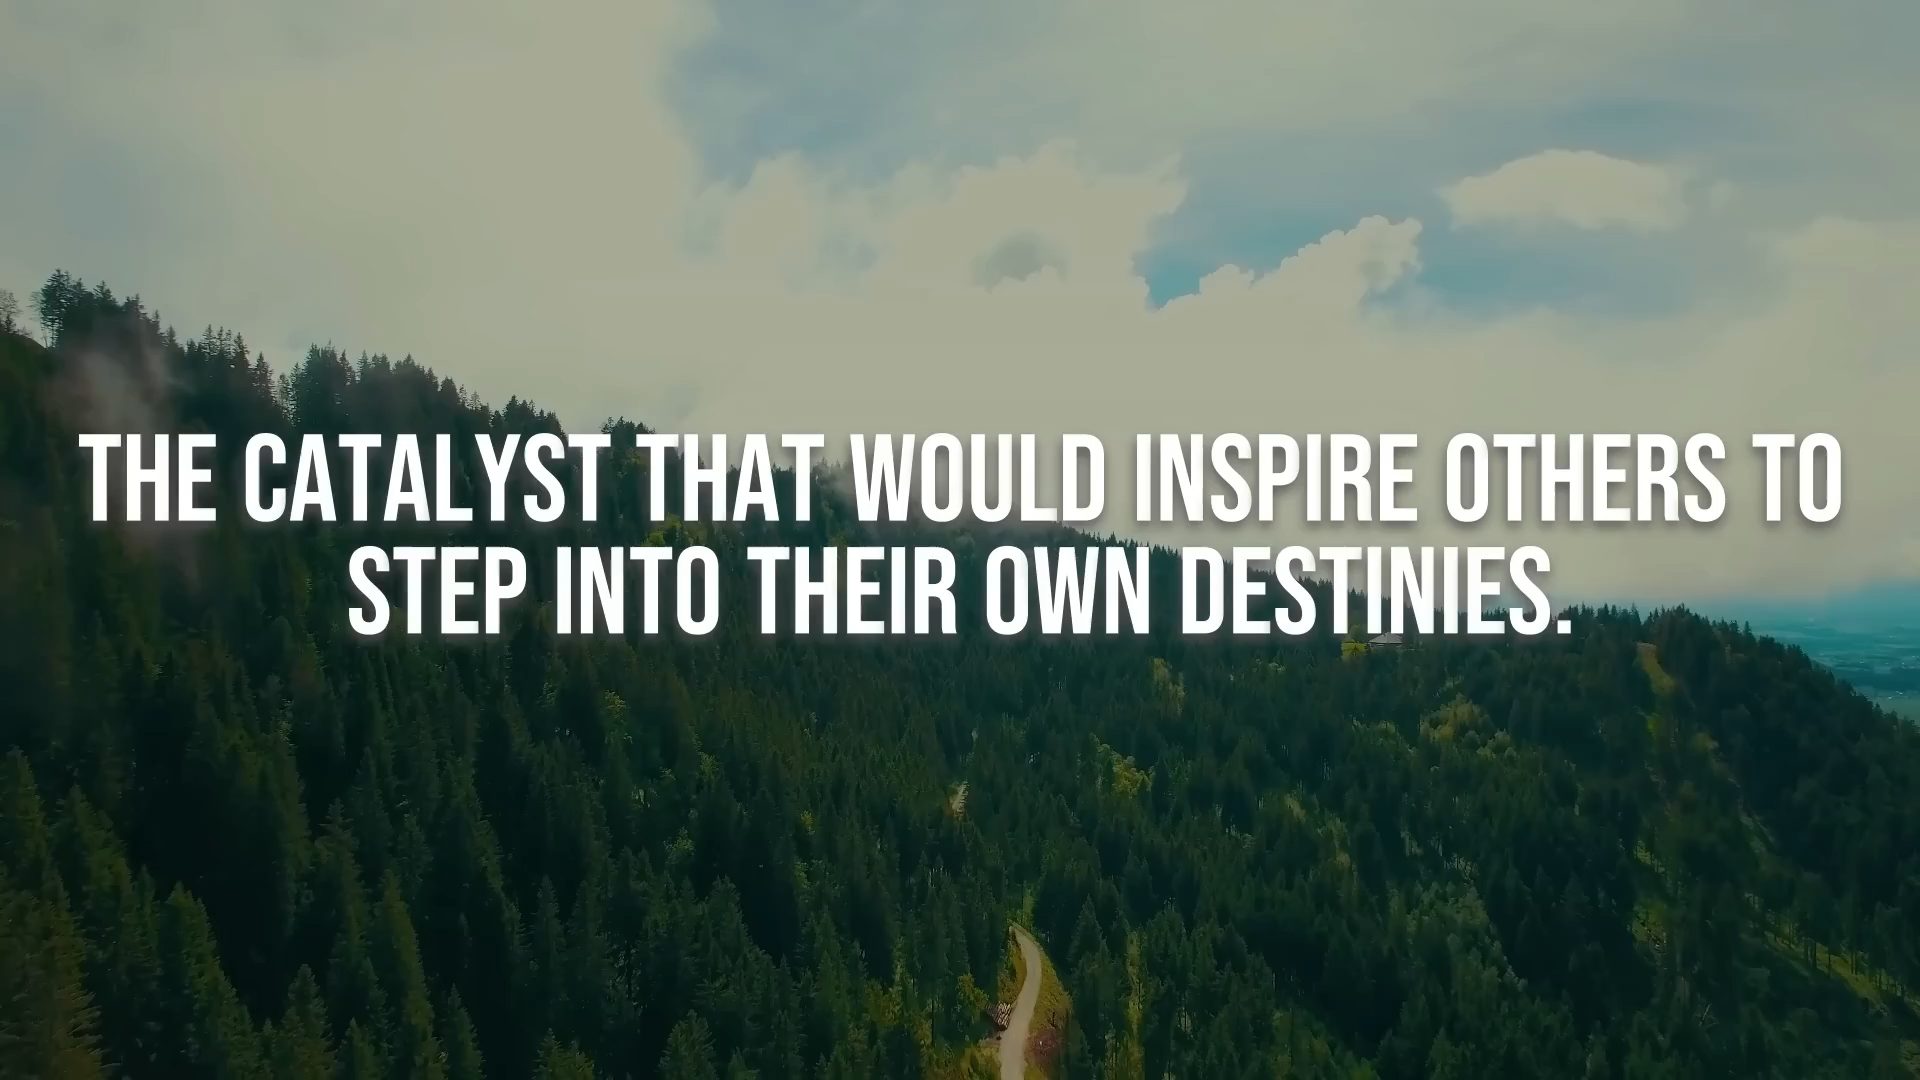 THE CATALYST THAT WOULD INSPIRE OTHERS TO
STEP INTO THEIR OWN DESTINIES.